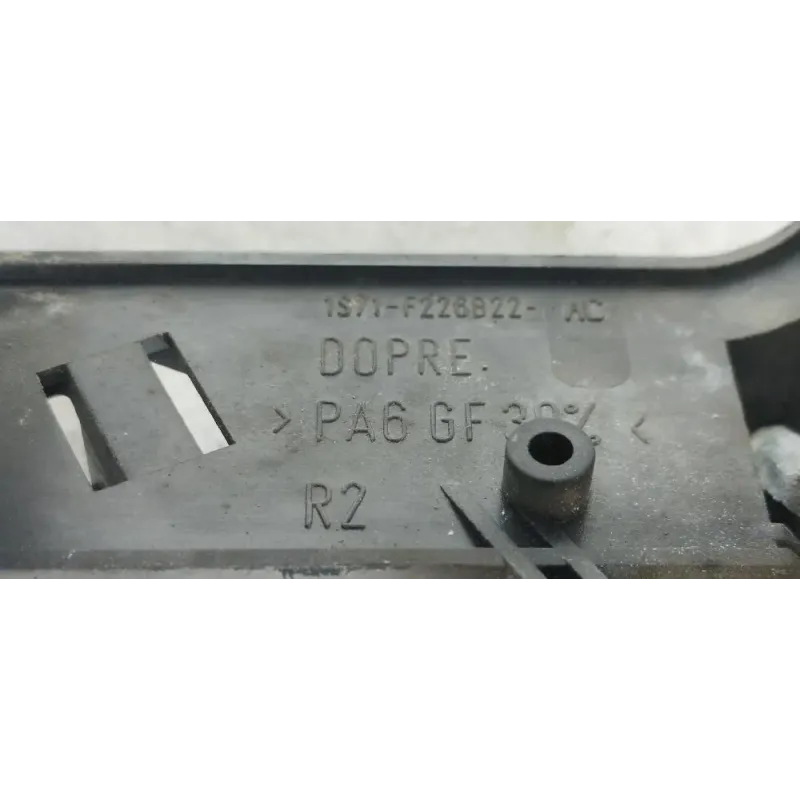 1S71-F226B22- AC
DOPRE.
> PA6 GF 30% <
R2